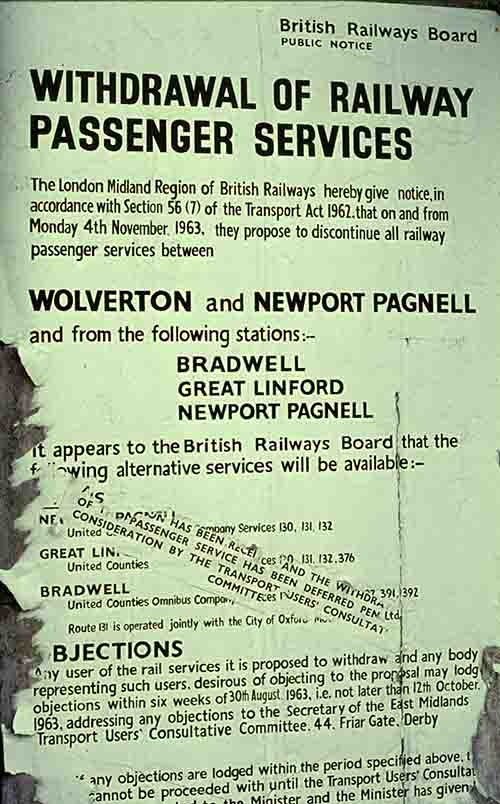 British Railways Board
PUBLIC NOTICE
WITHDRAWAL OF RAILWAY
PASSENGER SERVICES
The London Midland Region of British Railways hereby give notice, in
accordance with Section 56 (7) of the Transport Act 1962. that on and from
Monday 4th November, 1963, they propose to discontinue all railway
passenger services between
WOLVERTON and NEWPORT PAGNELL
and from the following stations:-
BRADWELL
GREAT LINFORD
NEWPORT PAGNELL
it appears to the British Railways Board that the
wing alternative services will be available:-
OF HAS BEEN AND THE
PASSENGER SERVICE HAS BEEN DEFERRED
CONSIDERATION BY THE TRANSPORT USERS' CONSULTAT
COMMITTEE
Company Services 130, 131, 132
United
GREAT LIN
131, 132, 376
United Counties
BRADWELL
391, 392
United Counties Omnibus Compan
Ltd
Route 131 is operated jointly with the City of Oxfo
BJECTIONS
ny user of the rail services it is proposed to withdraw and any body
representing such users, desirous of objecting to the proposal may lodg
objections within six weeks of 30th August 1963, i.e. not later than 12th October,
1963, addressing any objections to the Secretary of the East Midlands
Transport Users' Consultative Committee, 44, Friar Gate, Derby
any objections are lodged within the period specified above, t
cannot be proceeded with until the Transport Users' Consultat
the Minister and the Minister has given